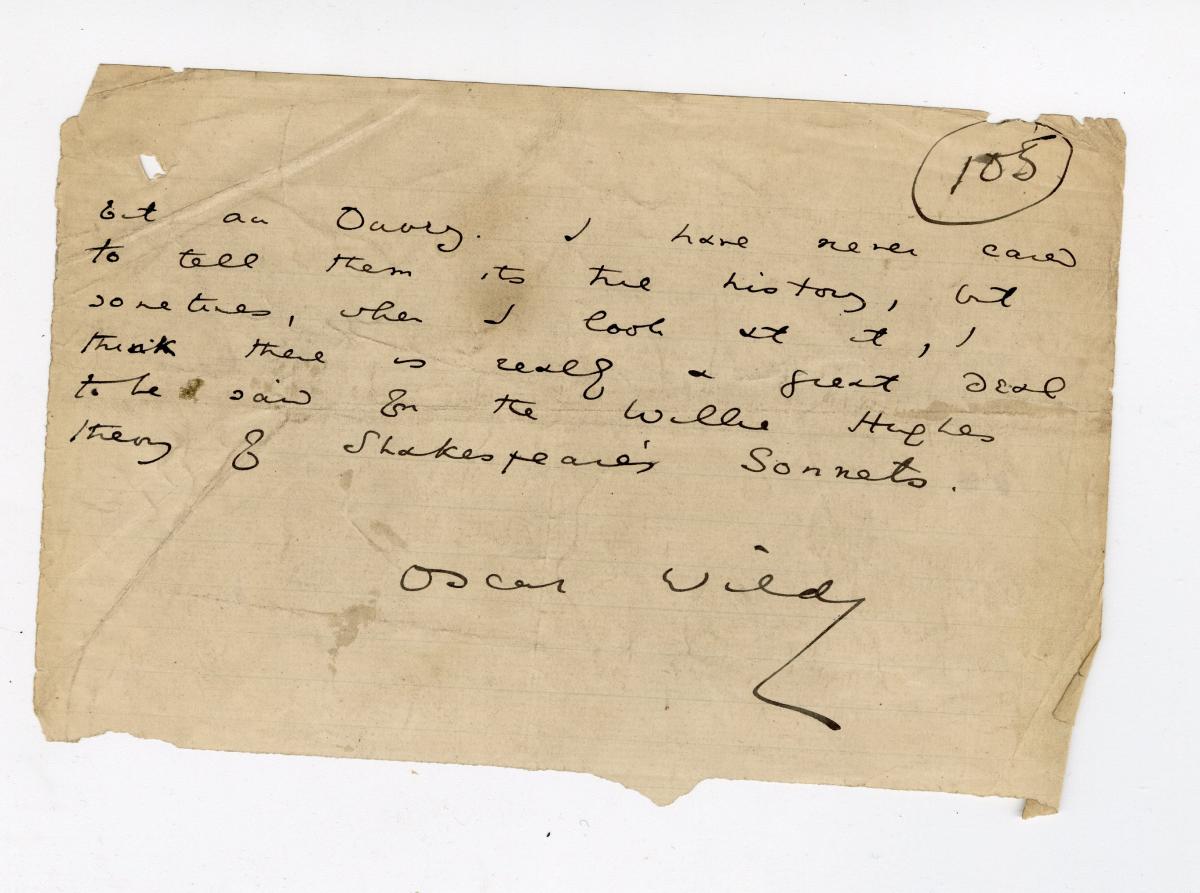 105
but an Ouvry. I have never cared
to tell them its true history, but
sometimes, when I look at it, I
think there is really a great deal
to be said for the Willie Hughes
theory of Shakespeare's Sonnets.
Oscar Wilde